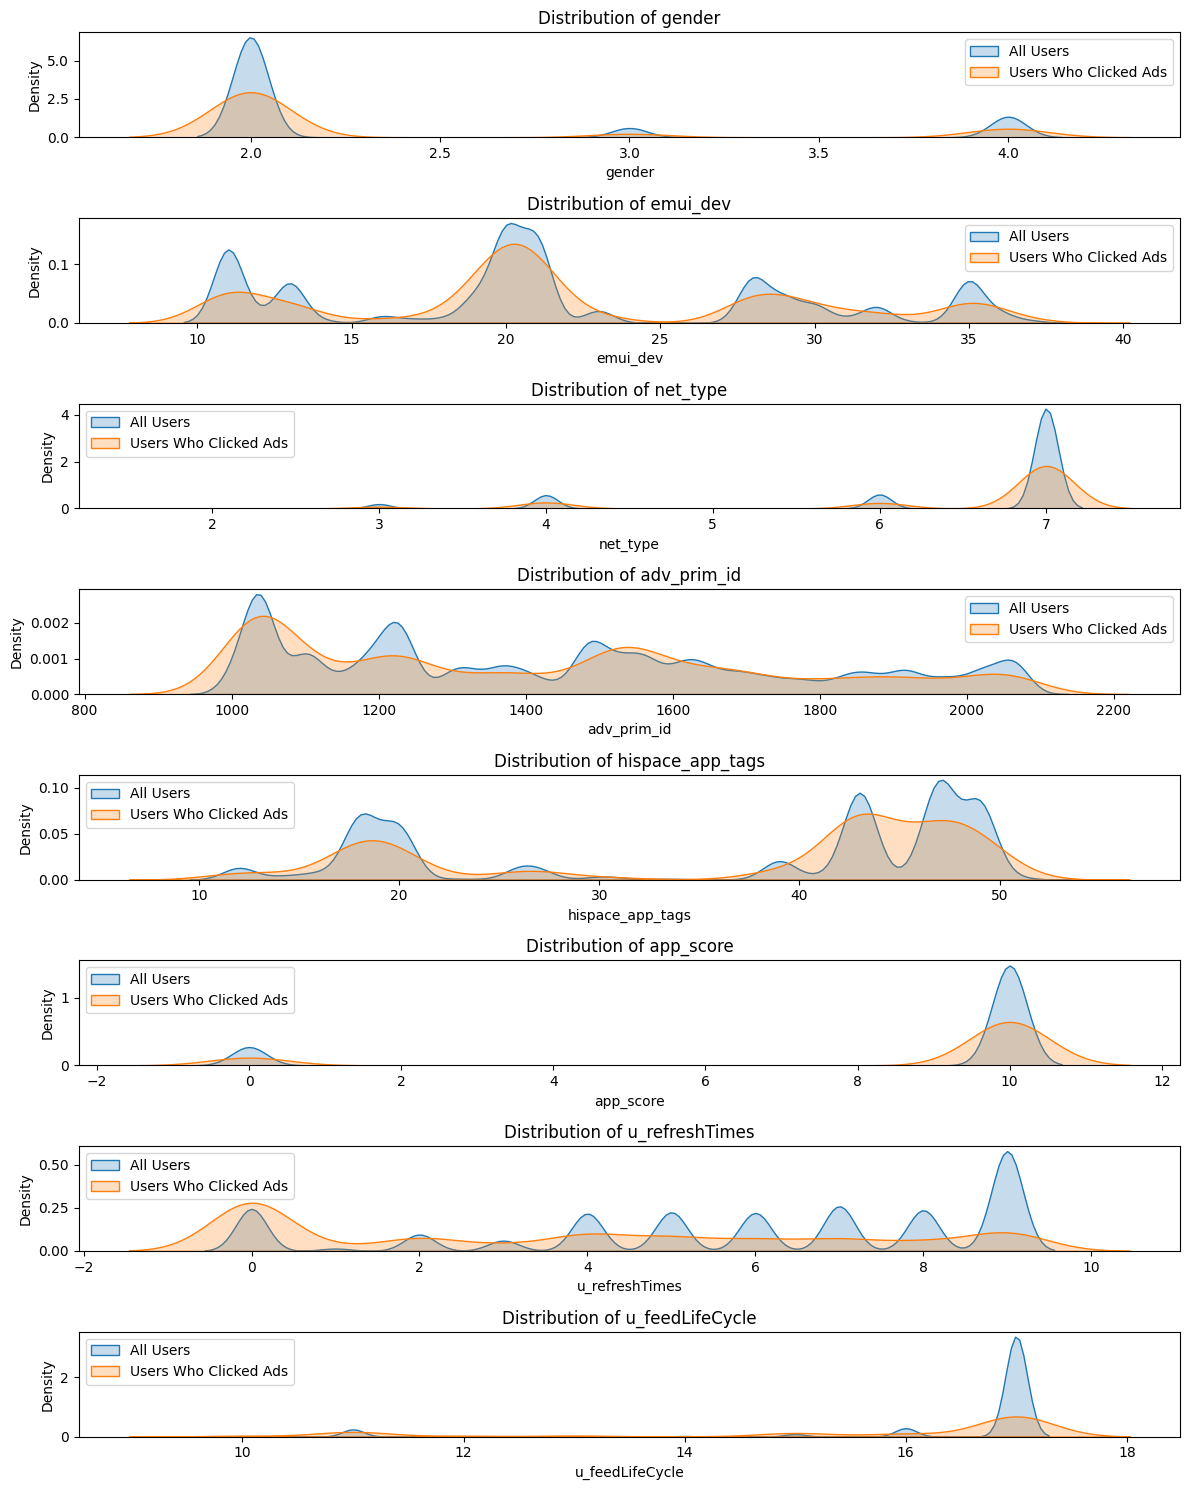 Distribution of gender
All Users
Users Who Clicked Ads
Density
5.0
2.5
0.0
2.0 2.5 3.0 3.5 4.0
gender
Distribution of emui_dev
All Users
Users Who Clicked Ads
Density
0.1
0.0
10 15 20 25 30 35 40
emui_dev
Distribution of net_type
All Users
Users Who Clicked Ads
Density
4
2
0
2 3 4 5 6 7
net_type
Distribution of adv_prim_id
All Users
Users Who Clicked Ads
Density
0.002
0.001
0.000
800 1000 1200 1400 1600 1800 2000 2200
adv_prim_id
Distribution of hispace_app_tags
All Users
Users Who Clicked Ads
Density
0.10
0.05
0.00
10 20 30 40 50
hispace_app_tags
Distribution of app_score
All Users
Users Who Clicked Ads
Density
1
0
−2 0 2 4 6 8 10 12
app_score
Distribution of u_refreshTimes
All Users
Users Who Clicked Ads
Density
0.50
0.25
0.00
−2 0 2 4 6 8 10
u_refreshTimes
Distribution of u_feedLifeCycle
All Users
Users Who Clicked Ads
Density
2
0
10 12 14 16 18
u_feedLifeCycle